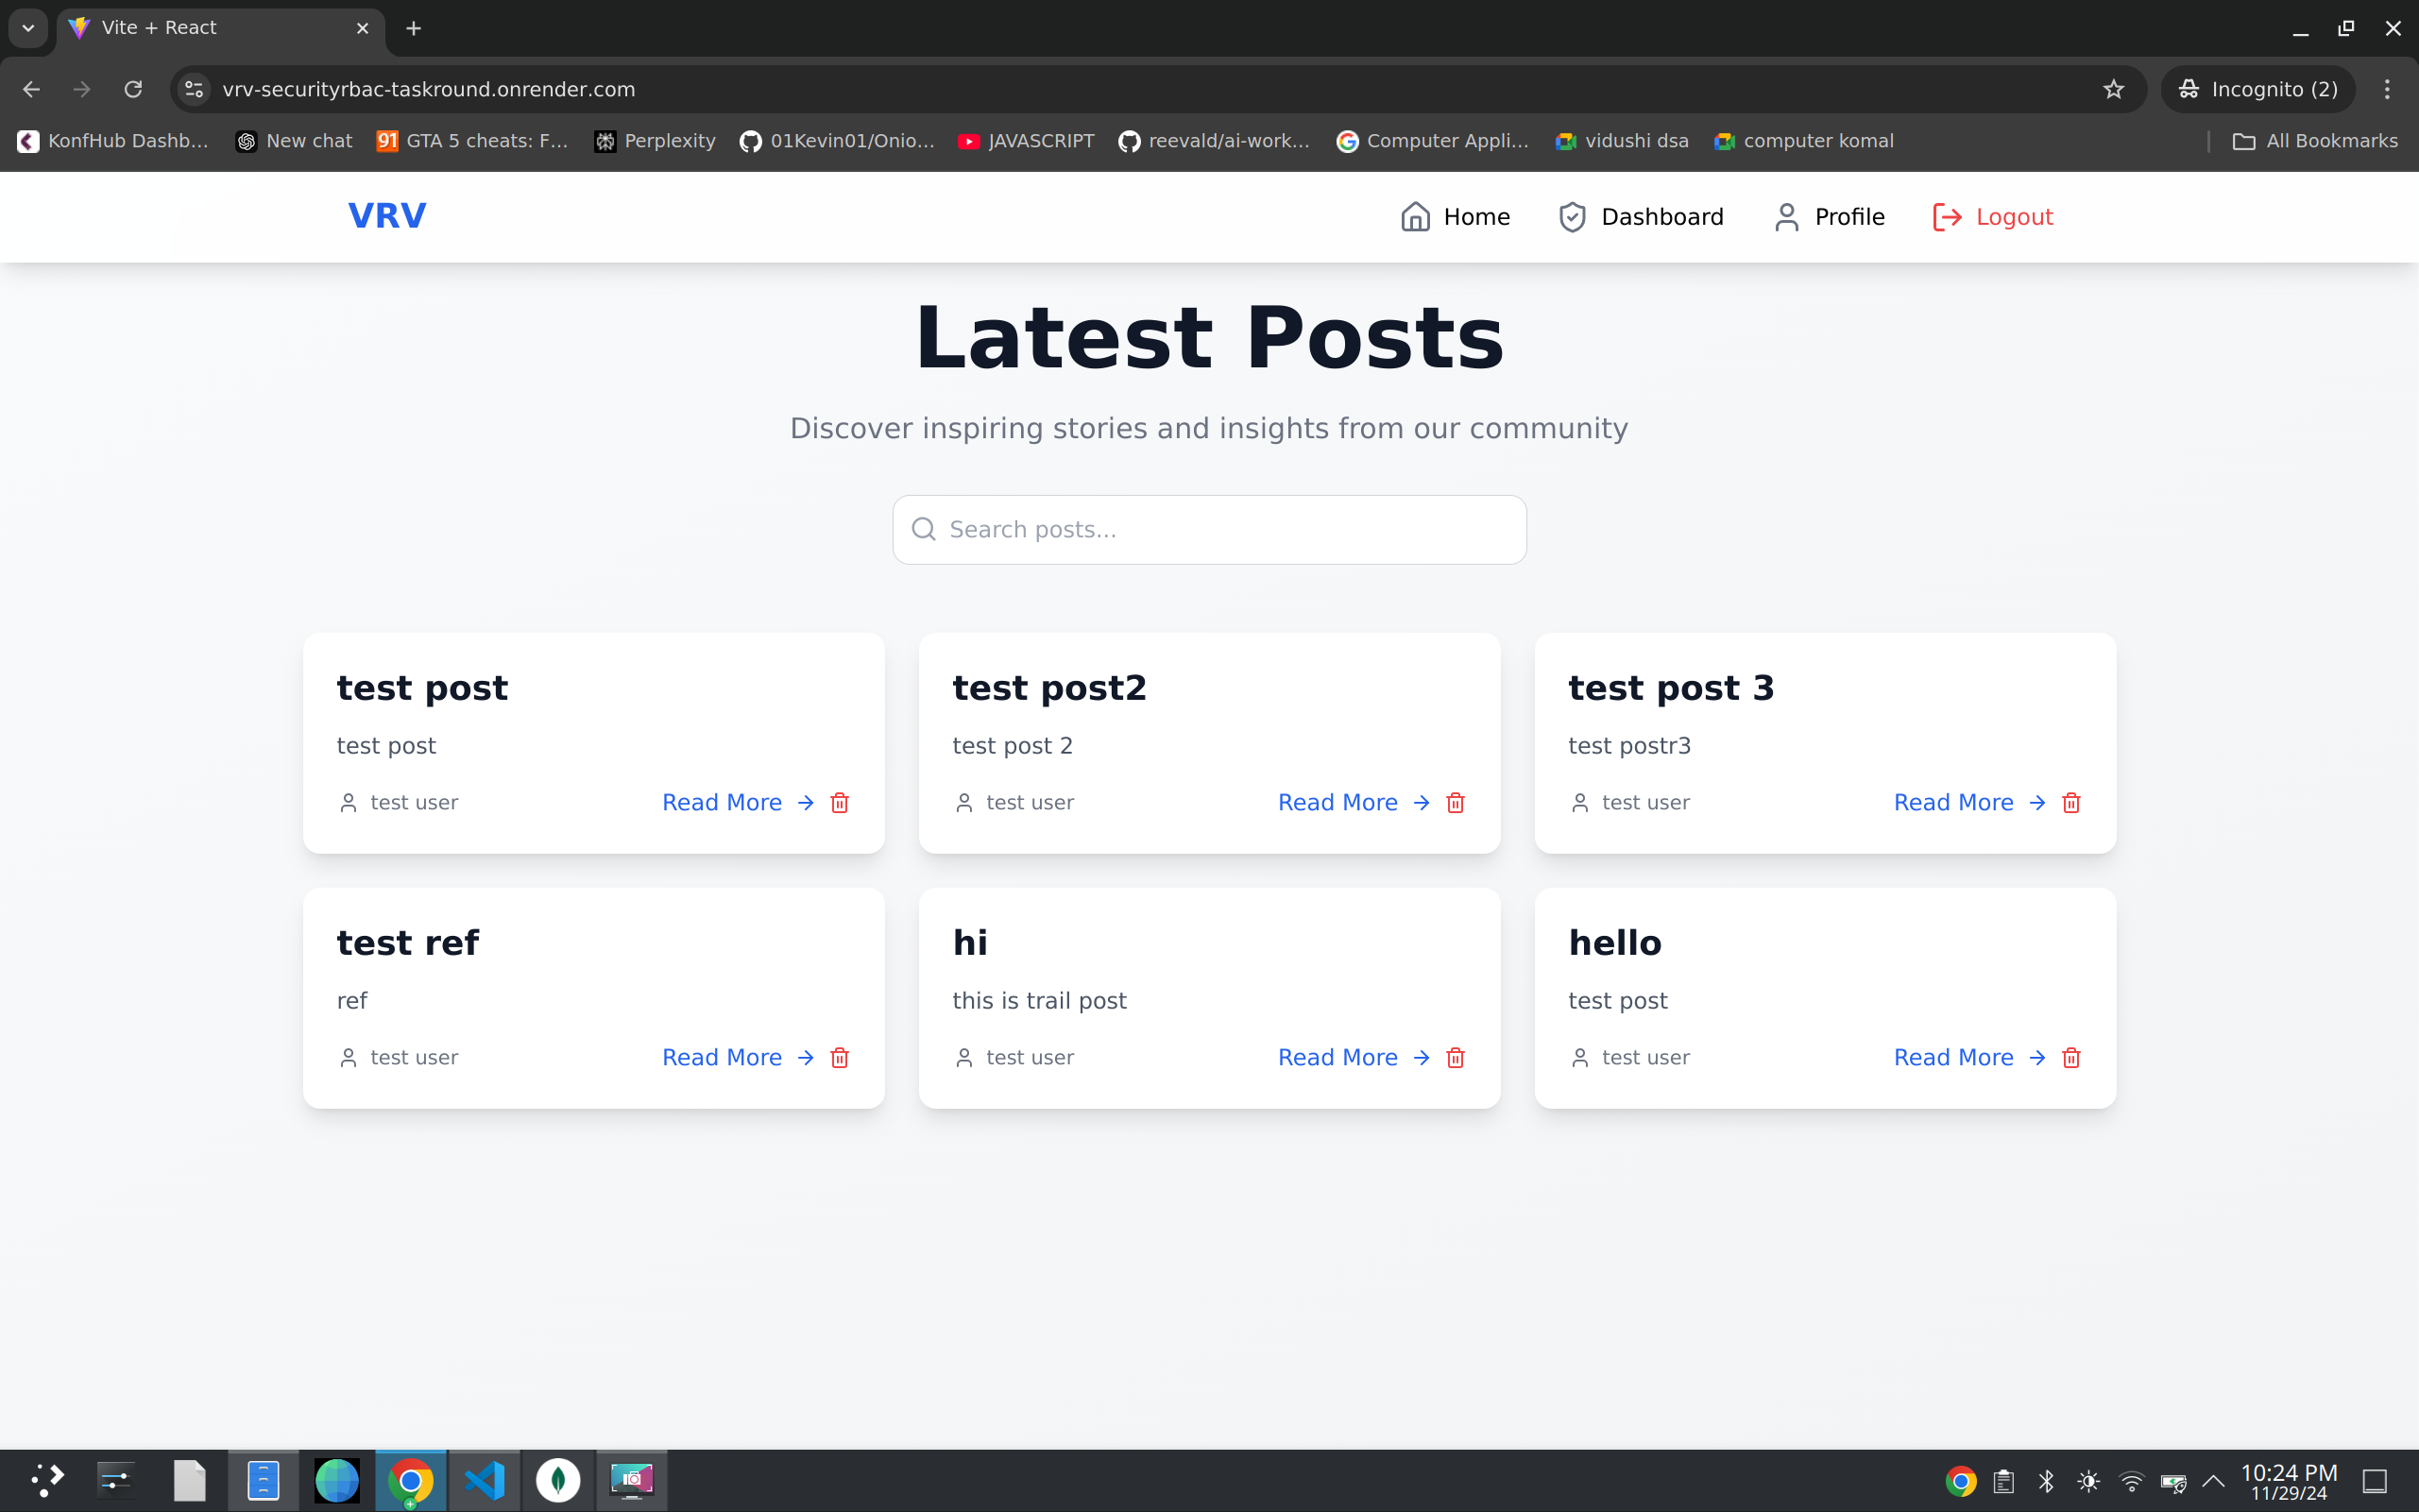 Vite + React
vrv-securityrbac-taskround.onrender.com
Incognito (2)
KonfHub Dashb...
New chat
91
GTA 5 cheats: F...
Perplexity
01Kevin01/Onio...
JAVASCRIPT
reevald/ai-work...
Computer Appli...
vidushi dsa
computer komal
All Bookmarks
VRV
Home
Dashboard
Profile
Logout
Latest Posts
Discover inspiring stories and insights from our community
Search posts...
test post
test post
test user
Read More
test post2
test post 2
test user
Read More
test post 3
test postr3
test user
Read More
test ref
ref
test user
Read More
hi
this is trail post
test user
Read More
hello
test post
test user
Read More
10:24 PM
11/29/24